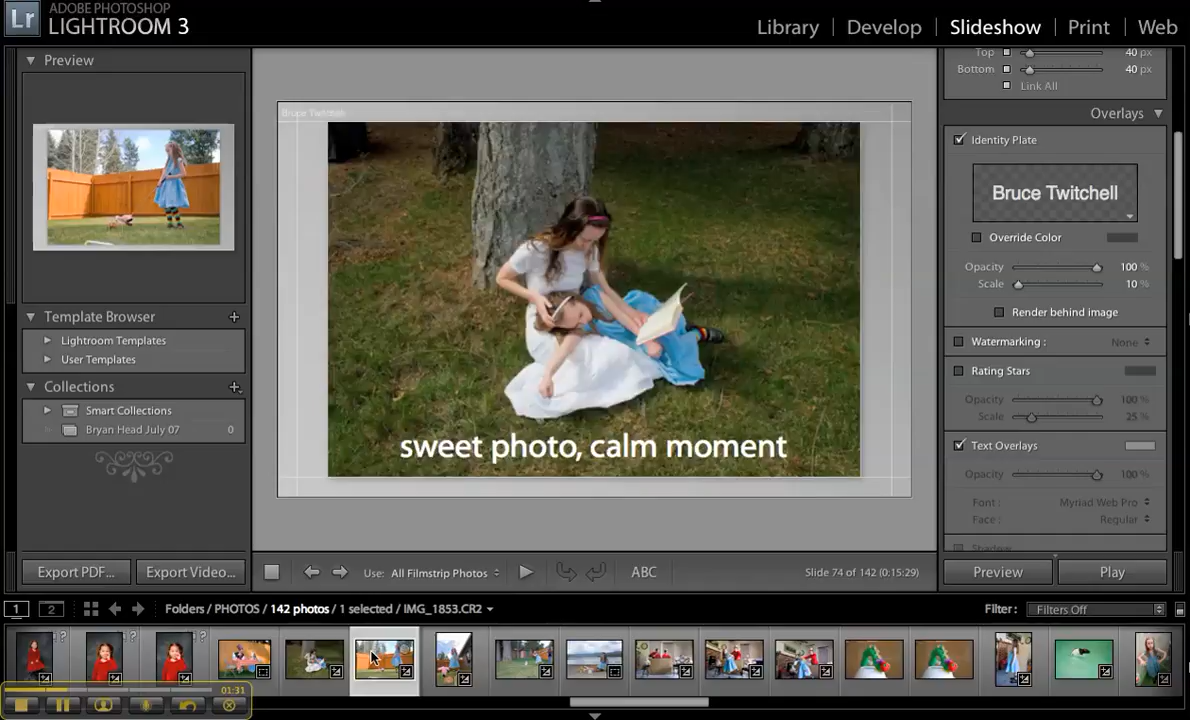 Lr
ADOBE PHOTOSHOP
LIGHTROOM 3
Library | Develop | Slideshow | Print | Web
Preview
Template Browser +
Lightroom Templates
User Templates
Collections +
Smart Collections
Bryan Head July 07 0
Export PDF... Export Video...
Bruce Twitchell
sweet photo, calm moment
Use: All Filmstrip Photos
ABC
Slide 74 of 142 (0:15:29)
Top 40 px
Bottom 40 px
Link All
Overlays
Identity Plate
Bruce Twitchell
Override Color
Opacity 100 %
Scale 10 %
Render behind image
Watermarking : None
Rating Stars
Opacity 100 %
Scale 25 %
Text Overlays
Opacity 100 %
Font : Myriad Web Pro
Face : Regular
Shadow
Preview Play
1 2 Folders / PHOTOS / 142 photos / 1 selected / IMG_1853.CR2
Filter : Filters Off
? ? ?
01:31